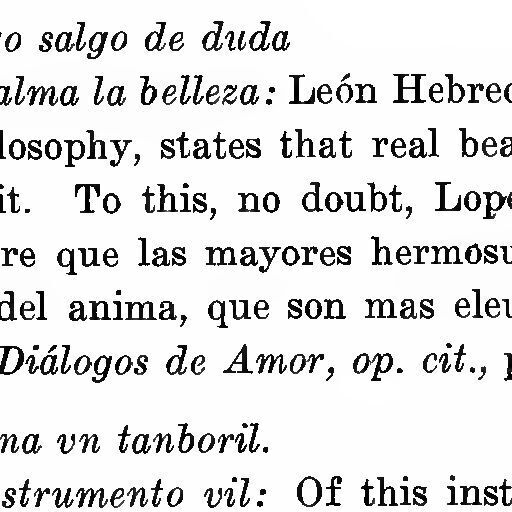 o salgo de duda
alma la belleza: León Hebreo
losophy, states that real bea
it. To this, no doubt, Lope
re que las mayores hermosu
del anima, que son mas eleu
Diálogos de Amor, op. cit., p
na vn tanboril.
strumento vil: Of this inst